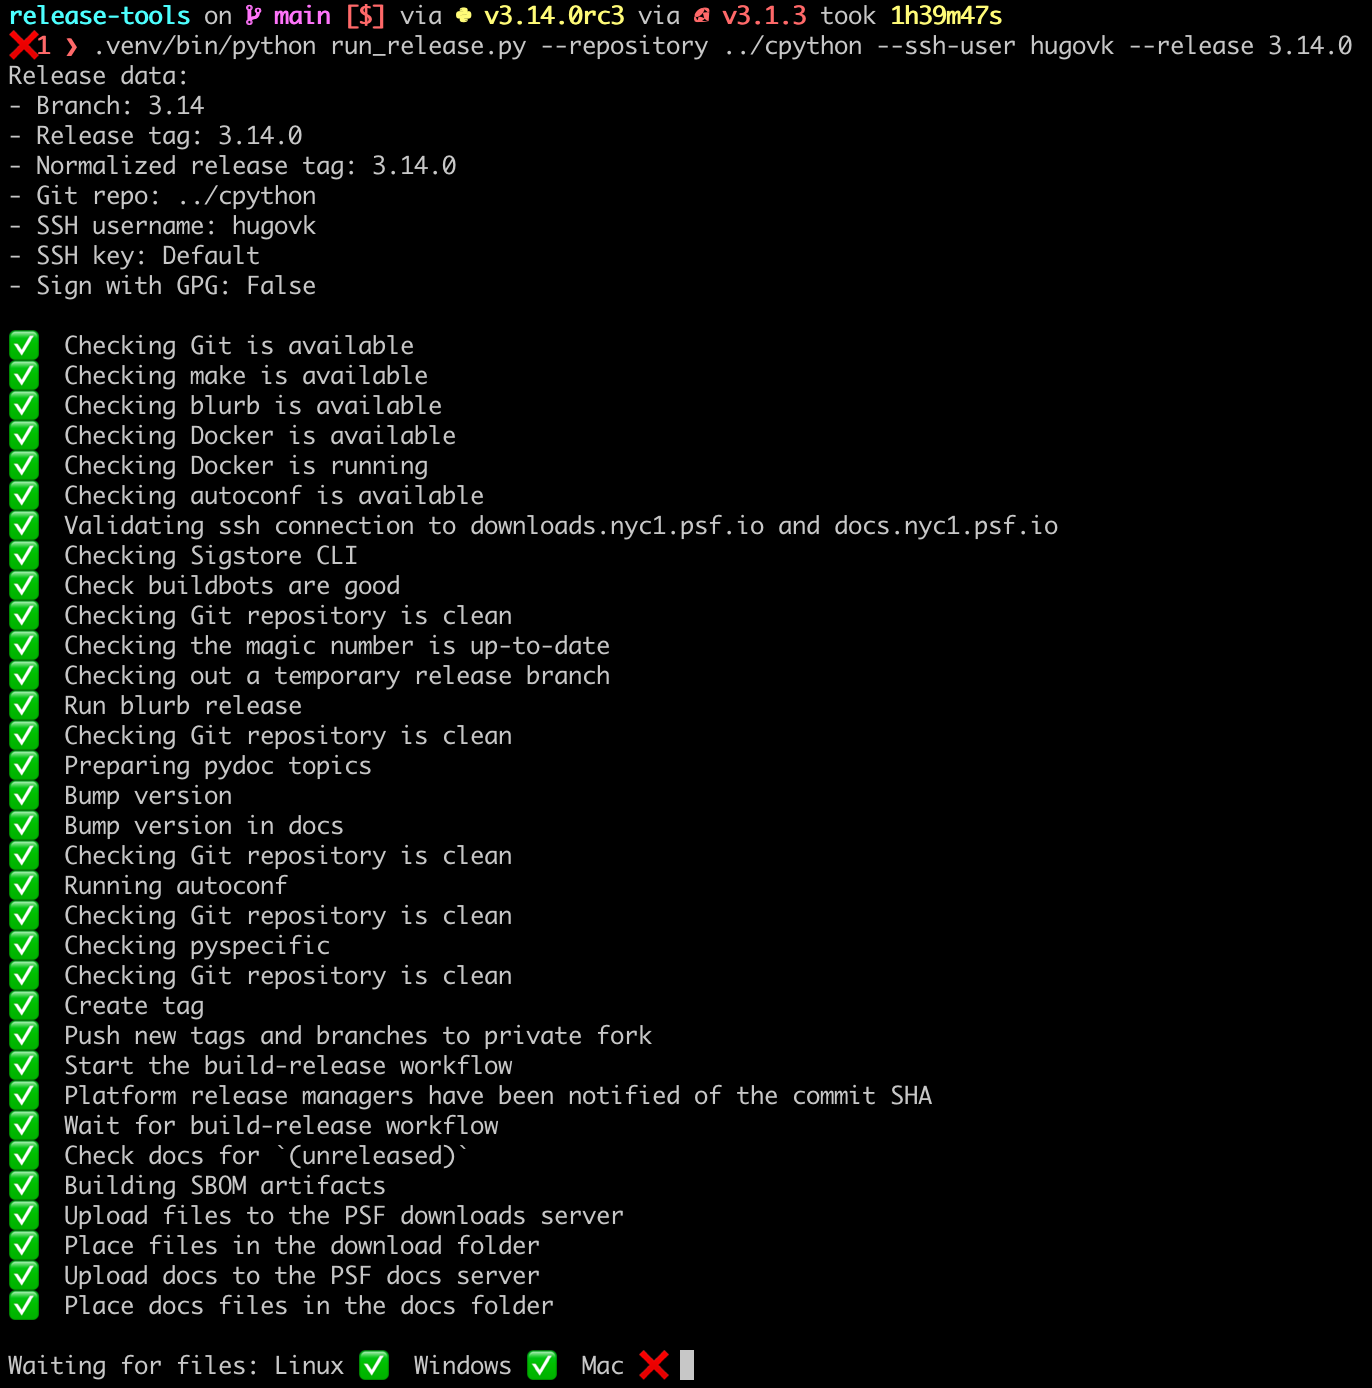 release-tools on main [$] via v3.14.0rc3 via v3.1.3 took 1h39m47s
❌1 ❯ .venv/bin/python run_release.py --repository ../cpython --ssh-user hugovk --release 3.14.0
Release data:
- Branch: 3.14
- Release tag: 3.14.0
- Normalized release tag: 3.14.0
- Git repo: ../cpython
- SSH username: hugovk
- SSH key: Default
- Sign with GPG: False
✅ Checking Git is available
✅ Checking make is available
✅ Checking blurb is available
✅ Checking Docker is available
✅ Checking Docker is running
✅ Checking autoconf is available
✅ Validating ssh connection to downloads.nyc1.psf.io and docs.nyc1.psf.io
✅ Checking Sigstore CLI
✅ Check buildbots are good
✅ Checking Git repository is clean
✅ Checking the magic number is up-to-date
✅ Checking out a temporary release branch
✅ Run blurb release
✅ Checking Git repository is clean
✅ Preparing pydoc topics
✅ Bump version
✅ Bump version in docs
✅ Checking Git repository is clean
✅ Running autoconf
✅ Checking Git repository is clean
✅ Checking pyspecific
✅ Checking Git repository is clean
✅ Create tag
✅ Push new tags and branches to private fork
✅ Start the build-release workflow
✅ Platform release managers have been notified of the commit SHA
✅ Wait for build-release workflow
✅ Check docs for `(unreleased)`
✅ Building SBOM artifacts
✅ Upload files to the PSF downloads server
✅ Place files in the download folder
✅ Upload docs to the PSF docs server
✅ Place docs files in the docs folder
Waiting for files: Linux ✅ Windows ✅ Mac ❌